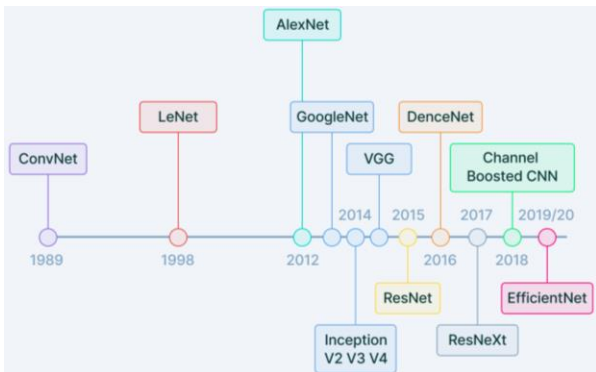 AlexNet
LeNet
GoogleNet
DenceNet
ConvNet
VGG
Channel
Boosted CNN
2014
2015
2017
2019/20
1989
1998
2012
2016
2018
ResNet
EfficientNet
Inception
V2 V3 V4
ResNeXt